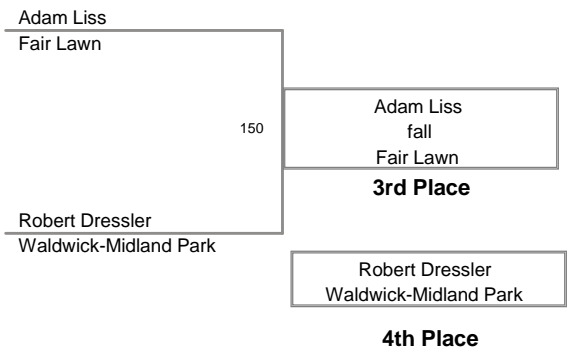 Adam Liss
Fair Lawn
150
Adam Liss
fall
Fair Lawn
3rd Place
Robert Dressler
Waldwick-Midland Park
Robert Dressler
Waldwick-Midland Park
4th Place